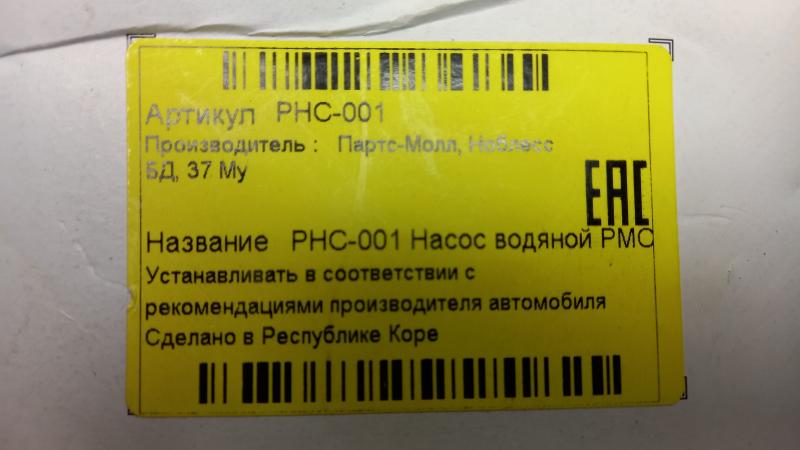 Артикул PHC-001
Производитель : Партс-Молл, Ноблесс
БД, 37 Му
EAC
Название PHC-001 Насос водяной PMC
Устанавливать в соответствии с
рекомендациями производителя автомобиля
Сделано в Республике Коре